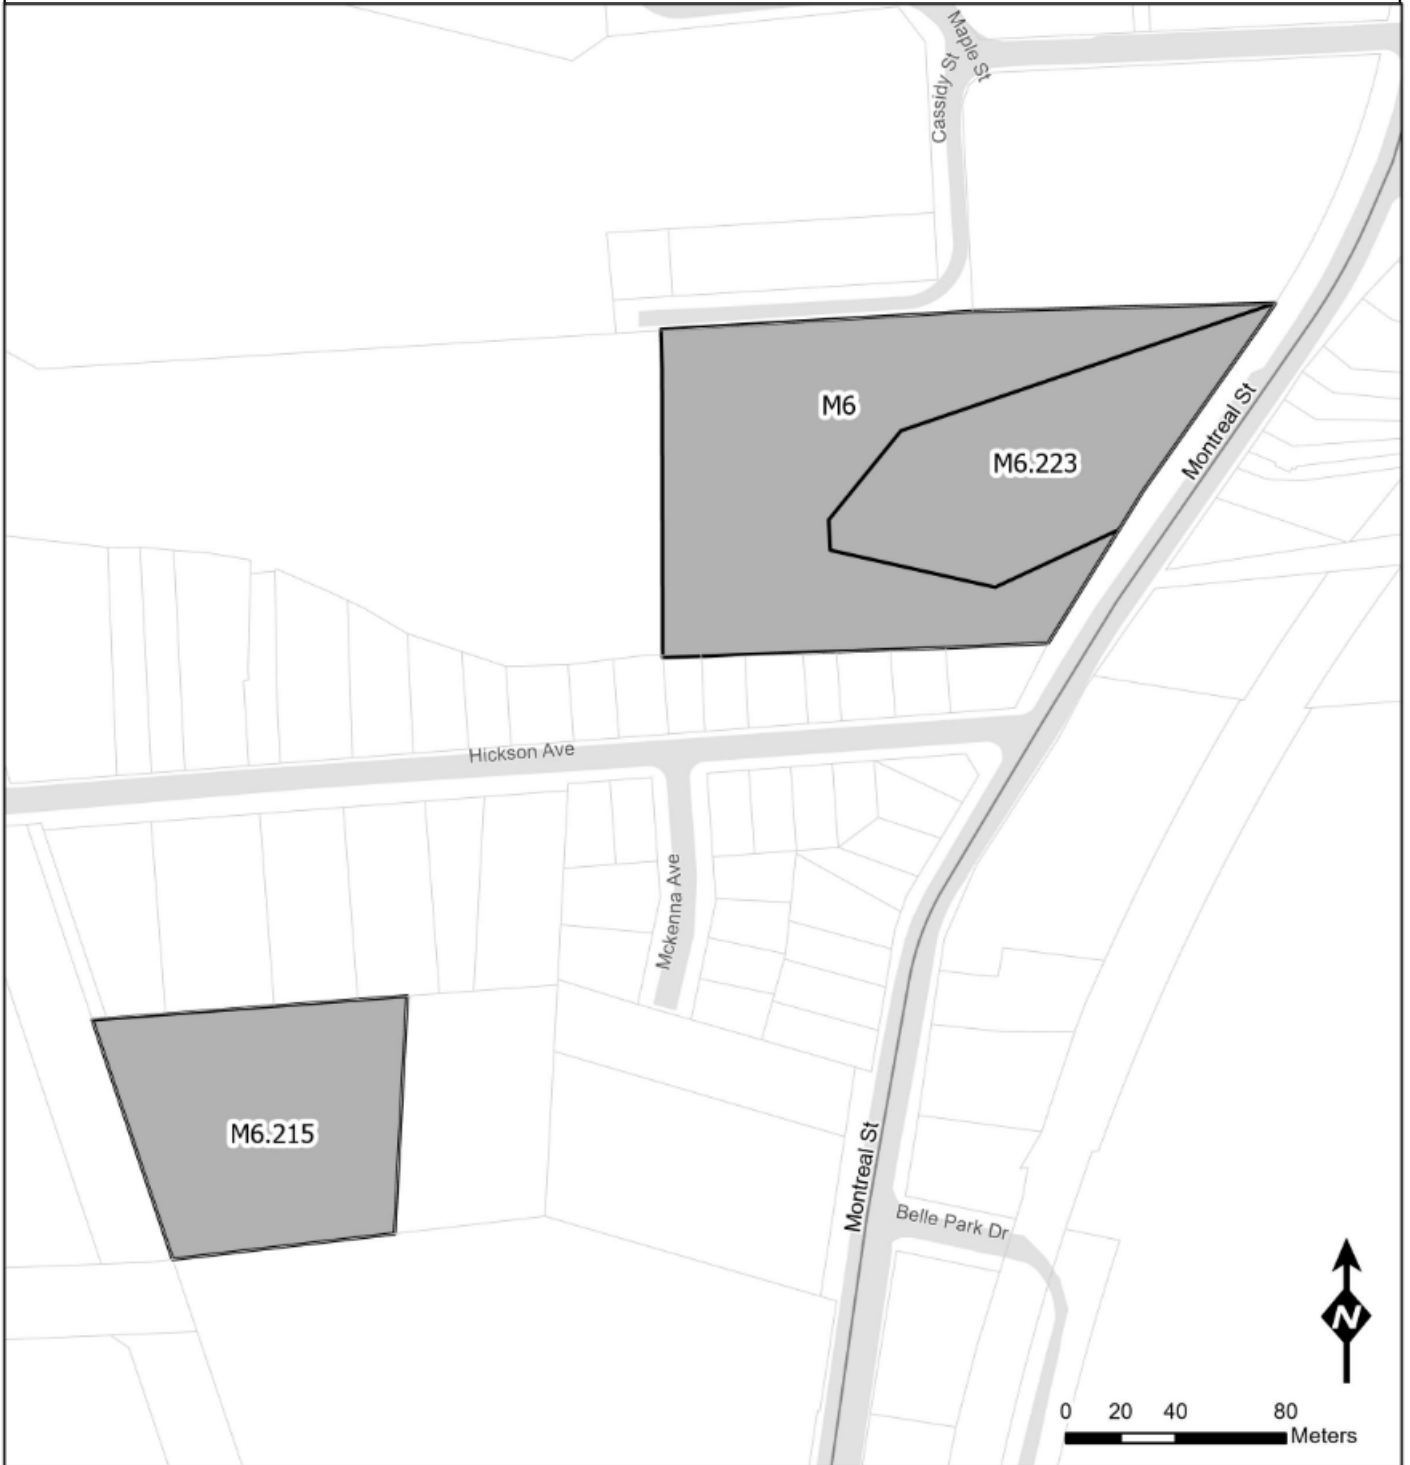 Maple St
Cassidy St
M6
M6.223
Montreal St
Hickson Ave
Mckenna Ave
M6.215
Montreal St
Belle Park Dr
N
0 20 40 80
Meters